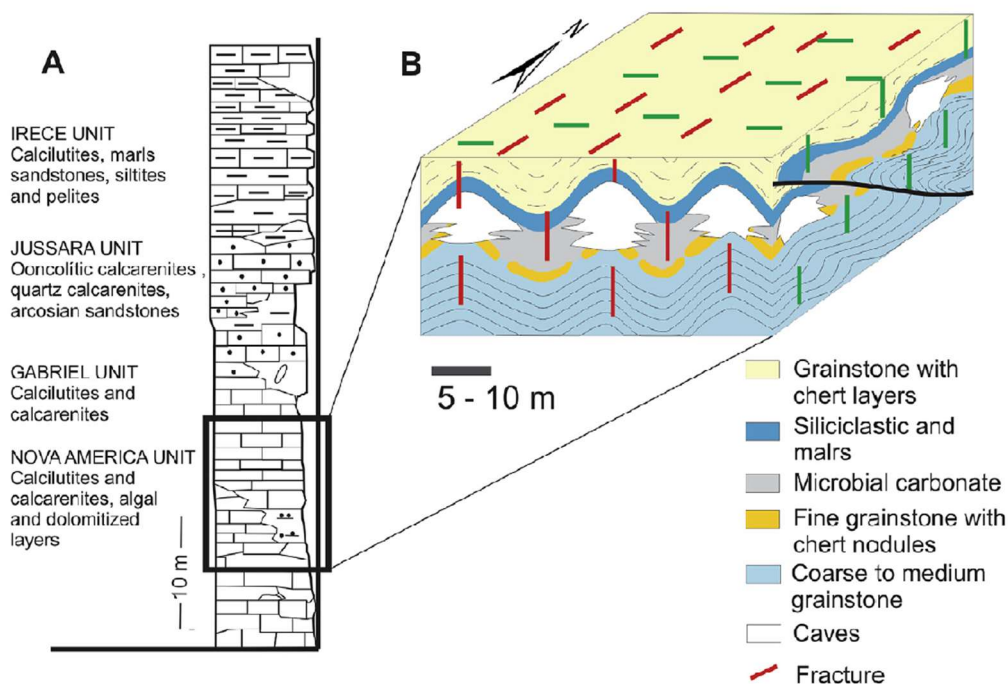 A
IRECE UNIT
Calcilutites, marls
sandstones, siltites
and pelites
JUSSARA UNIT
Ooncolitic calcarenites,
quartz calcarenites,
arcosian sandstones
GABRIEL UNIT
Calcilutites and
calcarenites
NOVA AMERICA UNIT
Calcilutites and
calcarenites, algal
and dolomitized
layers
10 m
N
B
5 - 10 m
Grainstone with
chert layers
Siliciclastic and
malrs
Microbial carbonate
Fine grainstone with
chert nodules
Coarse to medium
grainstone
Caves
Fracture